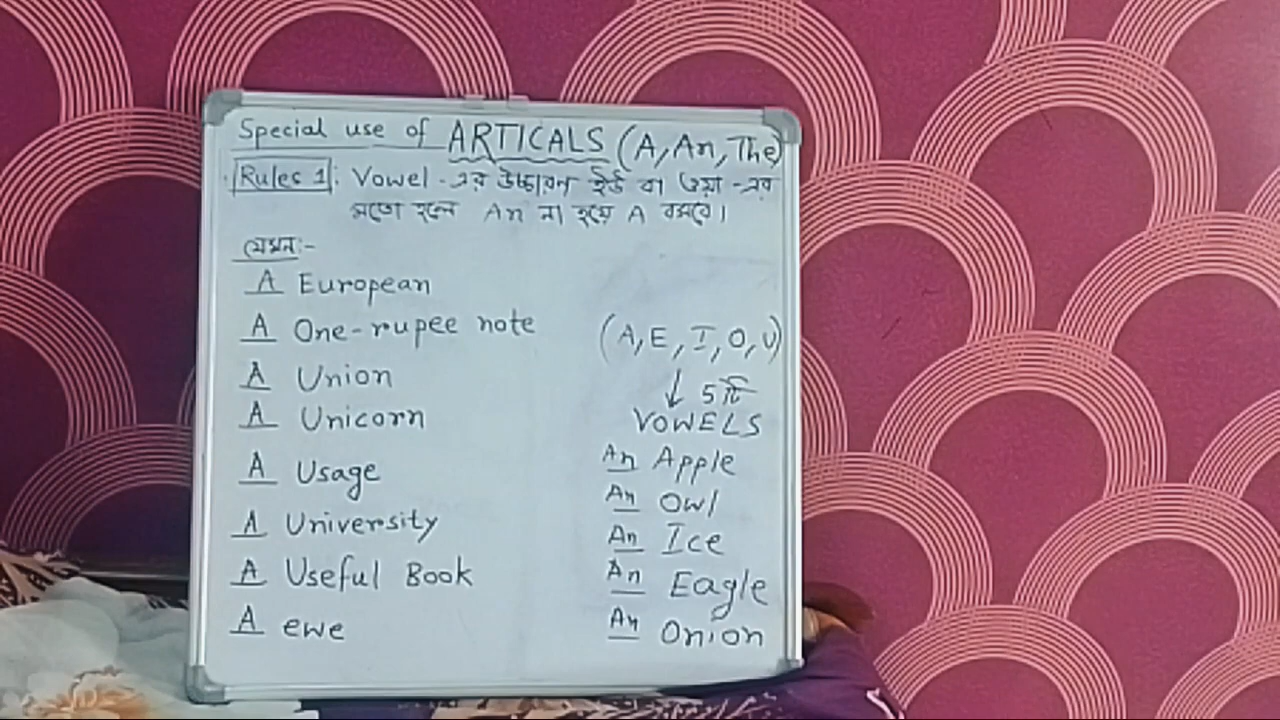 Special use of ARTICALS (A, An, The)
Rules 1: Vowel-এর উচ্চারন ইউ বা ওয়া-এর
মতো হলে An না হয়ে A বসবে।
যেমন:-
A European
A One-rupee note
A Union
A Unicorn
A Usage
A University
A Useful Book
A ewe
(A, E, I, O, U)
↓ 5টি
VOWELS
An Apple
An Owl
An Ice
An Eagle
An Onion